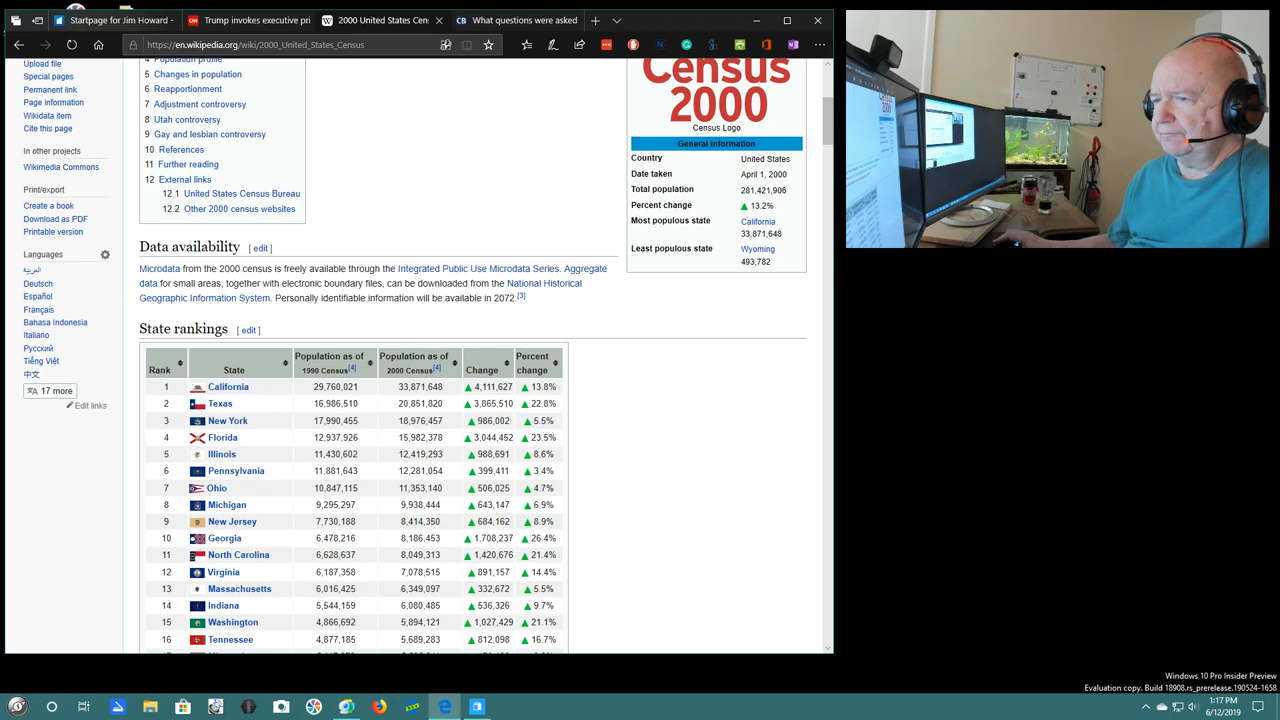 Startpage for Jim Howard -
Trump invokes executive pri
2000 United States Cen
What questions were asked
https://en.wikipedia.org/wiki/2000_United_States_Census
Upload file
Special pages
Permanent link
Page information
Wikidata item
Cite this page
In other projects
Wikimedia Commons
Print/export
Create a book
Download as PDF
Printable version
Languages
العربية
Deutsch
Español
Français
Bahasa Indonesia
Italiano
Русский
Tiếng Việt
中文
17 more
Edit links
4 Population profile
5 Changes in population
6 Reapportionment
7 Adjustment controversy
8 Utah controversy
9 Gay and lesbian controversy
10 References
11 Further reading
12 External links
12.1 United States Census Bureau
12.2 Other 2000 census websites
Census
2000
Census Logo
General information
Country United States
Date taken April 1, 2000
Total population 281,421,906
Percent change ▲ 13.2%
Most populous state California
33,871,648
Least populous state Wyoming
493,782
Data availability [ edit ]
Microdata from the 2000 census is freely available through the Integrated Public Use Microdata Series. Aggregate
data for small areas, together with electronic boundary files, can be downloaded from the National Historical
Geographic Information System. Personally identifiable information will be available in 2072.[3]
State rankings [ edit ]
Rank State Population as of 1990 Census[4] Population as of 2000 Census[4] Change Percent change
1 California 29,760,021 33,871,648 ▲ 4,111,627 ▲ 13.8%
2 Texas 16,986,510 20,851,820 ▲ 3,865,510 ▲ 22.8%
3 New York 17,990,455 18,976,457 ▲ 986,002 ▲ 5.5%
4 Florida 12,937,926 15,982,378 ▲ 3,044,452 ▲ 23.5%
5 Illinois 11,430,602 12,419,293 ▲ 988,691 ▲ 8.6%
6 Pennsylvania 11,881,643 12,281,054 ▲ 399,411 ▲ 3.4%
7 Ohio 10,847,115 11,353,140 ▲ 506,025 ▲ 4.7%
8 Michigan 9,295,297 9,938,444 ▲ 643,147 ▲ 6.9%
9 New Jersey 7,730,188 8,414,350 ▲ 684,162 ▲ 8.9%
10 Georgia 6,478,216 8,186,453 ▲ 1,708,237 ▲ 26.4%
11 North Carolina 6,628,637 8,049,313 ▲ 1,420,676 ▲ 21.4%
12 Virginia 6,187,358 7,078,515 ▲ 891,157 ▲ 14.4%
13 Massachusetts 6,016,425 6,349,097 ▲ 332,672 ▲ 5.5%
14 Indiana 5,544,159 6,080,485 ▲ 536,326 ▲ 9.7%
15 Washington 4,866,692 5,894,121 ▲ 1,027,429 ▲ 21.1%
16 Tennessee 4,877,185 5,689,283 ▲ 812,098 ▲ 16.7%
Windows 10 Pro Insider Preview
Evaluation copy. Build 18908.rs_prerelease.190524-1658
1:17 PM
6/12/2019